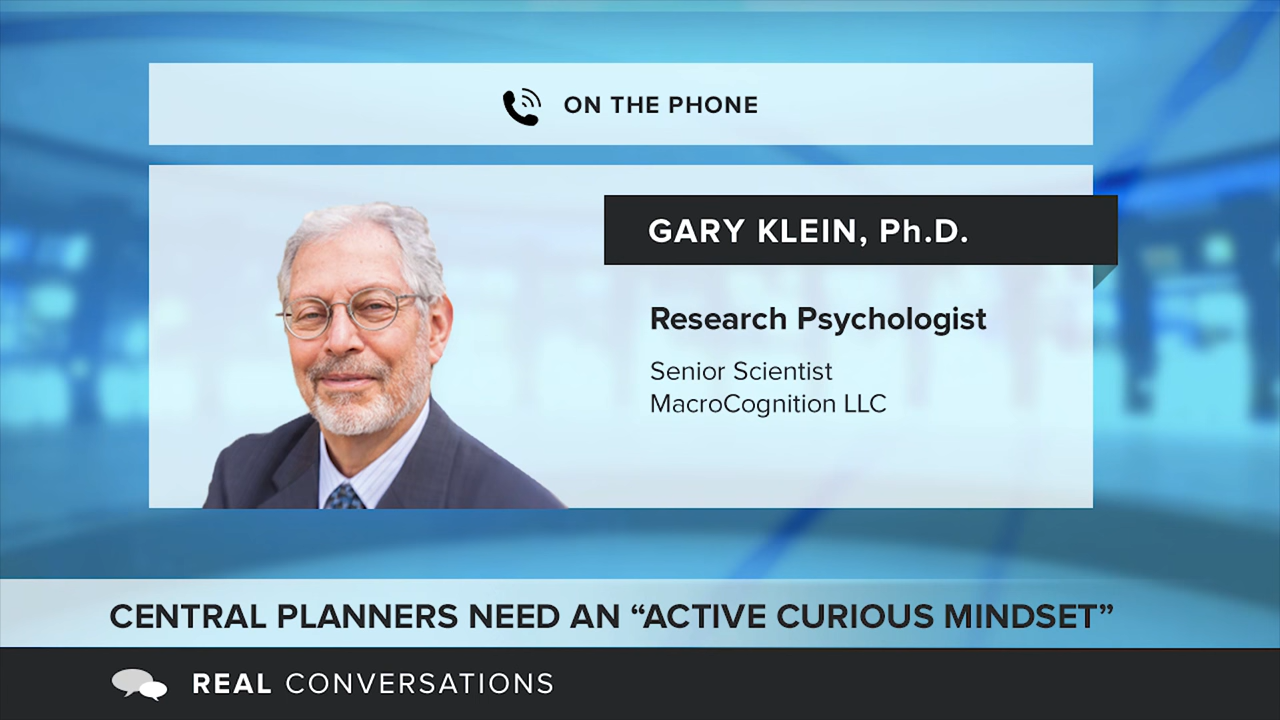 ON THE PHONE
GARY KLEIN, Ph.D.
Research Psychologist
Senior Scientist
MacroCognition LLC
CENTRAL PLANNERS NEED AN “ACTIVE CURIOUS MINDSET”
REAL CONVERSATIONS